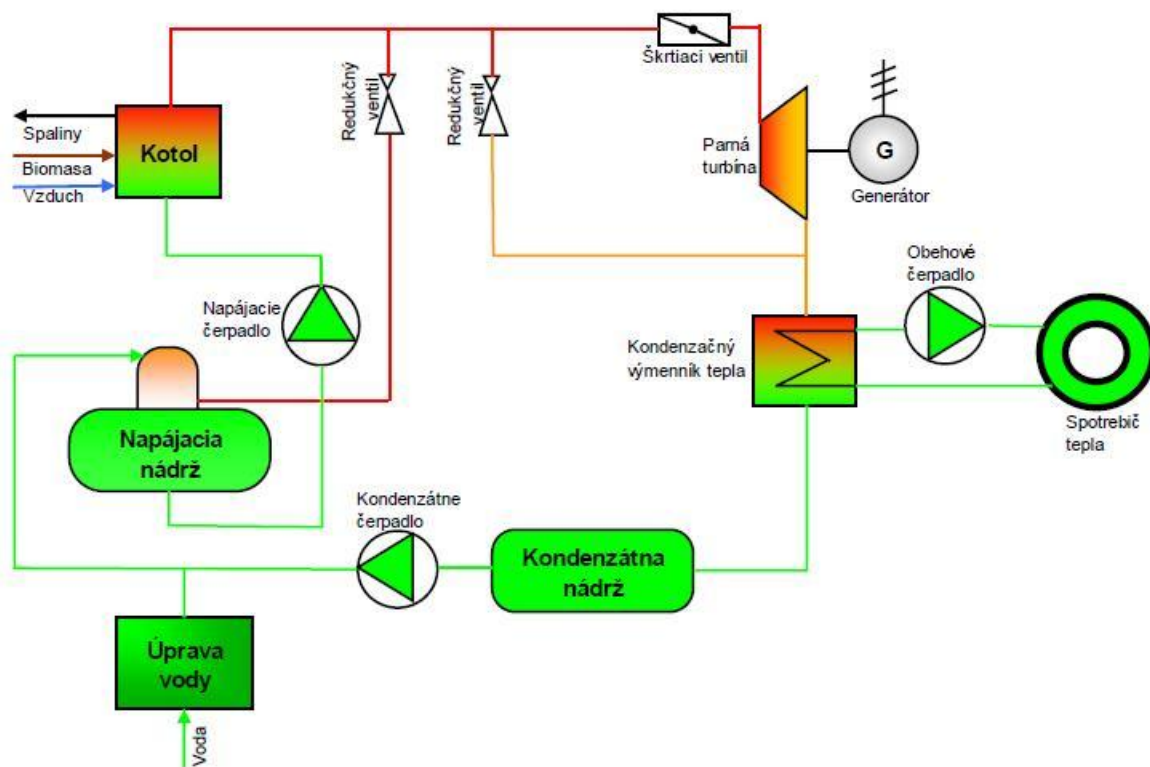 Škrtiaci ventil
Redukčný
ventil
Redukčný
ventil
Spaliny
Biomasa
Vzduch
Kotol
Parná
turbína
G
Generátor
Obehové
čerpadlo
Napájacie
čerpadlo
Kondenzačný
výmenník tepla
Spotrebič
tepla
Napájacia
nádrž
Kondenzátne
čerpadlo
Kondenzátna
nádrž
Úprava
vody
Voda